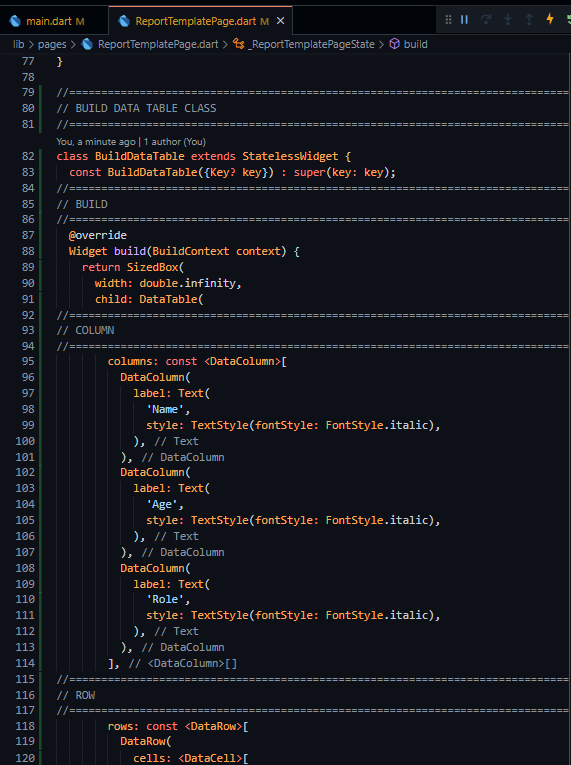 main.dart M ReportTemplatePage.dart M
lib > pages > ReportTemplatePage.dart > _ReportTemplatePageState > build
77 }
78
79 //==============================================================================
80 // BUILD DATA TABLE CLASS
81 //==============================================================================
You, a minute ago | 1 author (You)
82 class BuildDataTable extends StatelessWidget {
83 const BuildDataTable({Key? key}) : super(key: key);
84 //==============================================================================
85 // BUILD
86 //==============================================================================
87 @override
88 Widget build(BuildContext context) {
89 return SizedBox(
90 width: double.infinity,
91 child: DataTable(
92 //==============================================================================
93 // COLUMN
94 //==============================================================================
95 columns: const <DataColumn>[
96 DataColumn(
97 label: Text(
98 'Name',
99 style: TextStyle(fontStyle: FontStyle.italic),
100 ), // Text
101 ), // DataColumn
102 DataColumn(
103 label: Text(
104 'Age',
105 style: TextStyle(fontStyle: FontStyle.italic),
106 ), // Text
107 ), // DataColumn
108 DataColumn(
109 label: Text(
110 'Role',
111 style: TextStyle(fontStyle: FontStyle.italic),
112 ), // Text
113 ), // DataColumn
114 ], // <DataColumn>[]
115 //==============================================================================
116 // ROW
117 //==============================================================================
118 rows: const <DataRow>[
119 DataRow(
120 cells: <DataCell>[